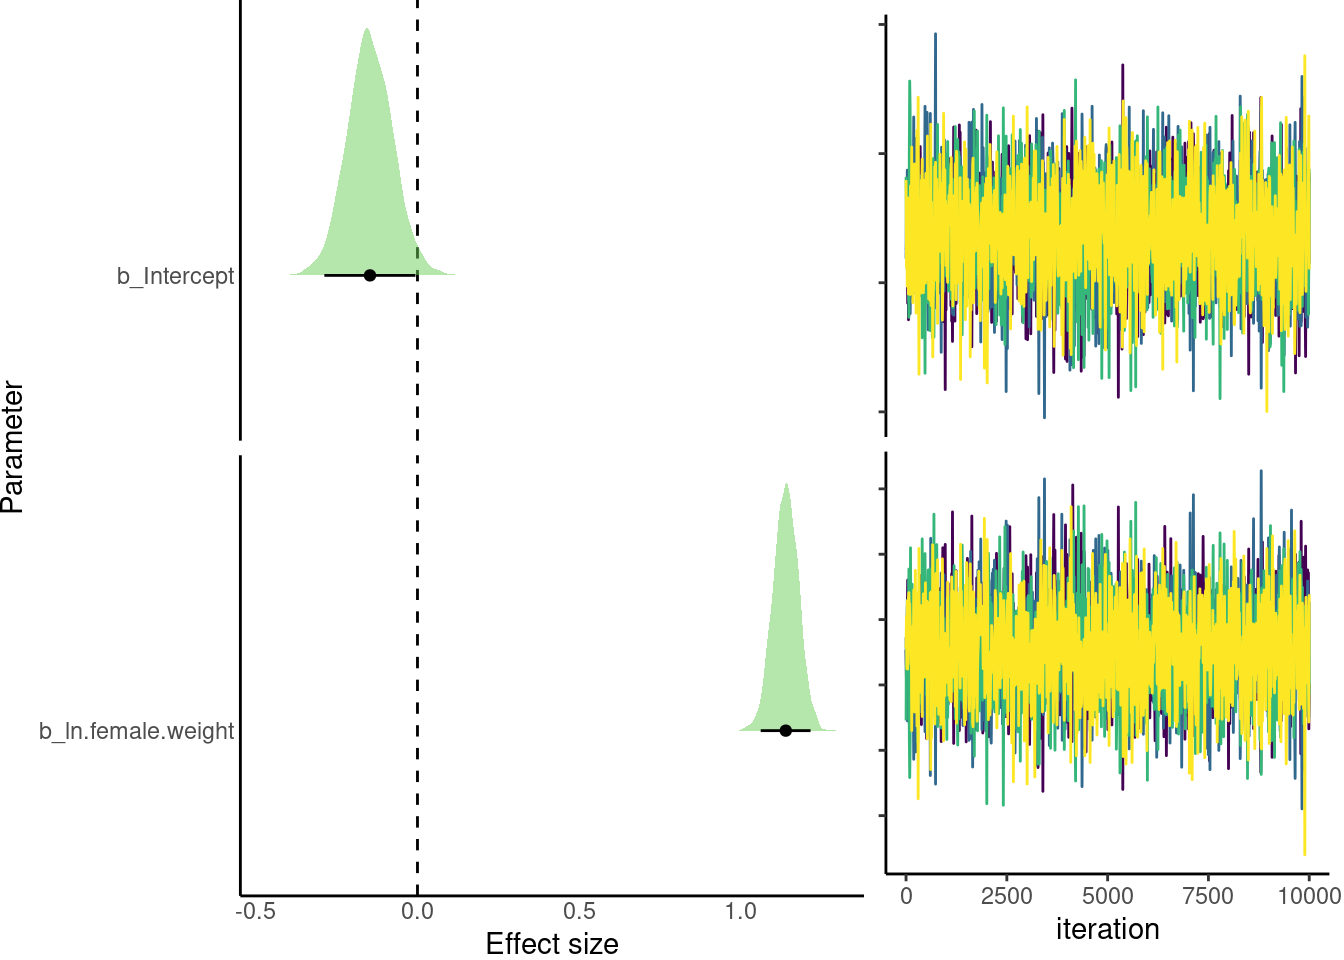 Parameter
b_Intercept
b_ln.female.weight
-0.5 0.0 0.5 1.0
Effect size
0 2500 5000 7500 10000
iteration